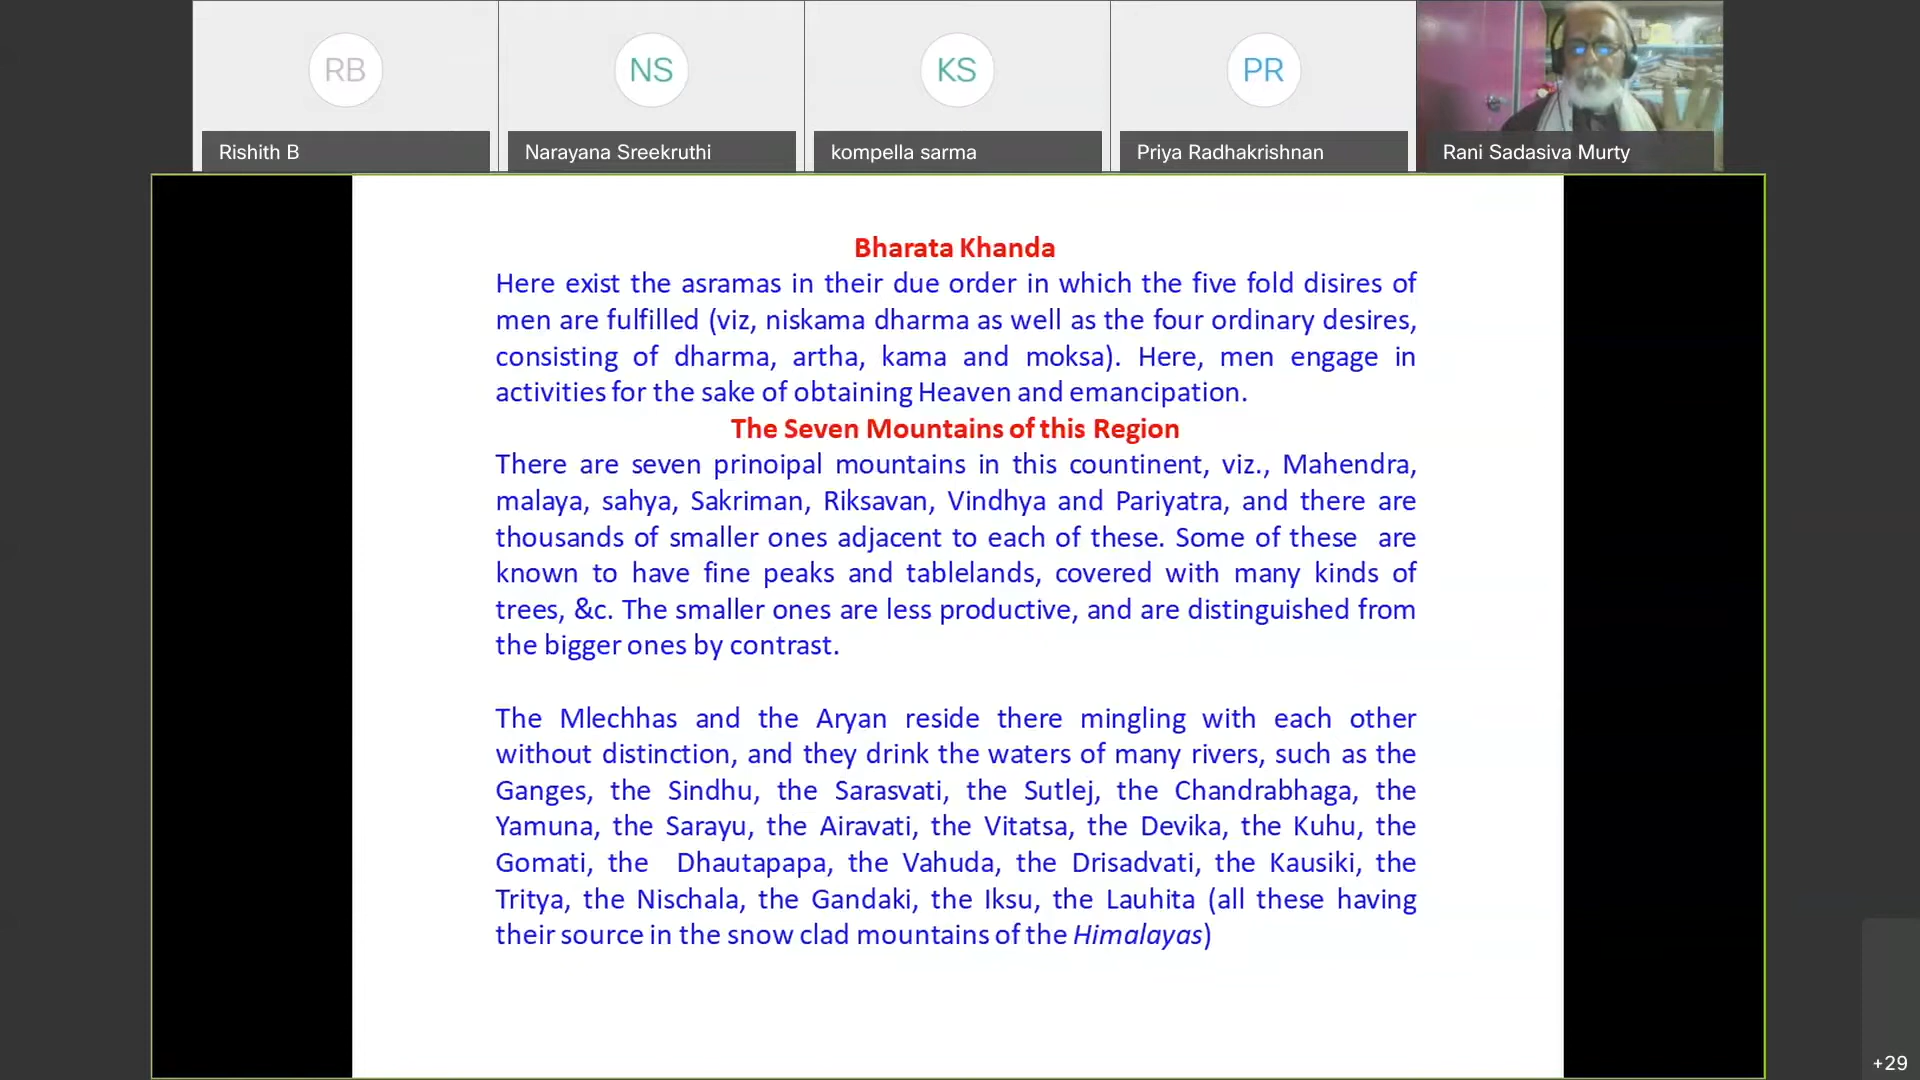 RB
NS
KS
PR
Rishith B
Narayana Sreekruthi
kompella sarma
Priya Radhakrishnan
Rani Sadasiva Murty
Bharata Khanda
Here exist the asramas in their due order in which the five fold disires of
men are fulfilled (viz, niskama dharma as well as the four ordinary desires,
consisting of dharma, artha, kama and moksa). Here, men engage in
activities for the sake of obtaining Heaven and emancipation.
The Seven Mountains of this Region
There are seven prinoipal mountains in this countinent, viz., Mahendra,
malaya, sahya, Sakriman, Riksavan, Vindhya and Pariyatra, and there are
thousands of smaller ones adjacent to each of these. Some of these are
known to have fine peaks and tablelands, covered with many kinds of
trees, &c. The smaller ones are less productive, and are distinguished from
the bigger ones by contrast.
The Mlechhas and the Aryan reside there mingling with each other
without distinction, and they drink the waters of many rivers, such as the
Ganges, the Sindhu, the Sarasvati, the Sutlej, the Chandrabhaga, the
Yamuna, the Sarayu, the Airavati, the Vitatsa, the Devika, the Kuhu, the
Gomati, the Dhautapapa, the Vahuda, the Drisadvati, the Kausiki, the
Tritya, the Nischala, the Gandaki, the Iksu, the Lauhita (all these having
their source in the snow clad mountains of the Himalayas)
+29